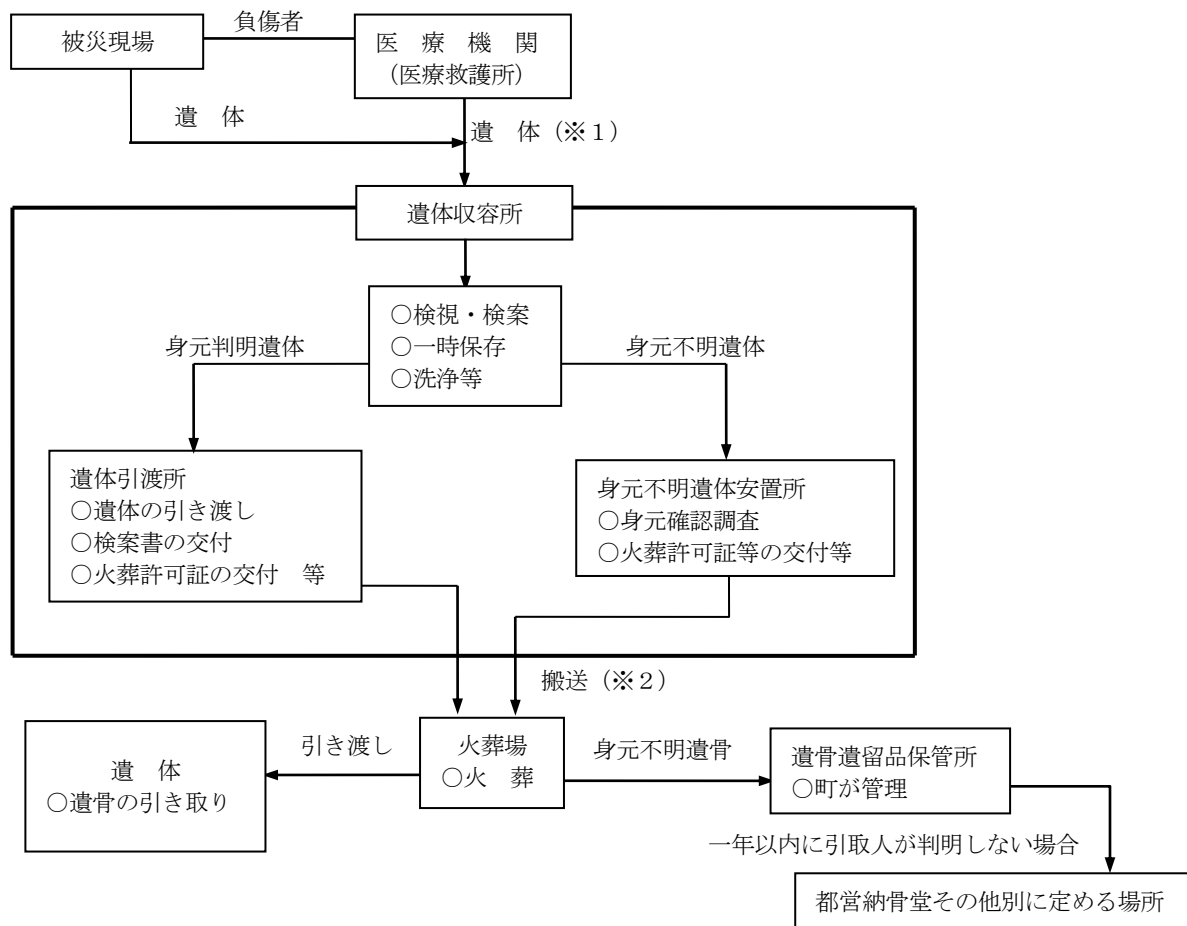 負傷者
被災現場
医　療　機　関
（医療救護所）
遺　体
遺　体（※１）
遺体収容所
○検視・検案
○一時保存
○洗浄等
身元判明遺体
身元不明遺体
遺体引渡所
○遺体の引き渡し
○検案書の交付
○火葬許可証の交付　等
身元不明遺体安置所
○身元確認調査
○火葬許可証等の交付等
搬送（※２）
引き渡し
火葬場
○火　葬
身元不明遺骨
遺　体
○遺骨の引き取り
遺骨遺留品保管所
○町が管理
一年以内に引取人が判明しない場合
都営納骨堂その他別に定める場所